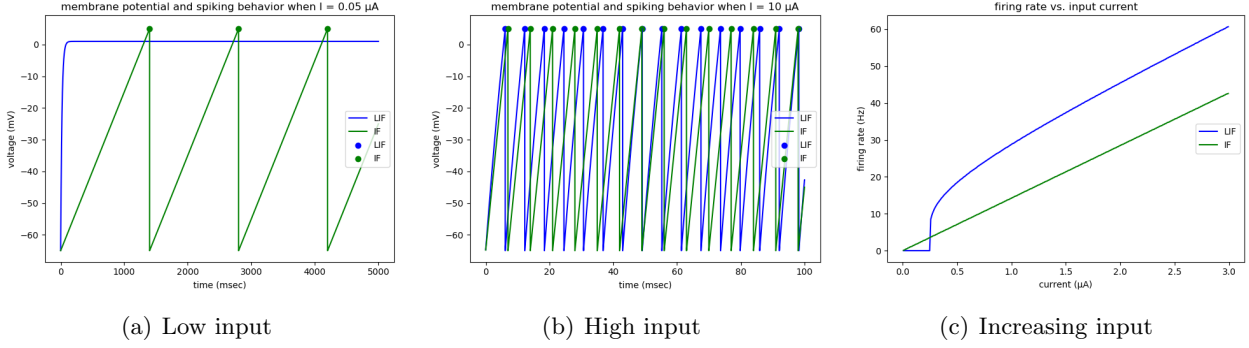 membrane potential and spiking behavior when I = 0.05 μA
0
−10
−20
−30
−40
−50
−60
voltage (mV)
LIF
IF
LIF
IF
0 1000 2000 3000 4000 5000
time (msec)
(a) Low input
membrane potential and spiking behavior when I = 10 μA
0
−10
−20
−30
−40
−50
−60
voltage (mV)
LIF
IF
LIF
IF
0 20 40 60 80 100
time (msec)
(b) High input
firing rate vs. input current
60
50
40
30
20
10
0
firing rate (Hz)
LIF
IF
0.0 0.5 1.0 1.5 2.0 2.5 3.0
current (μA)
(c) Increasing input